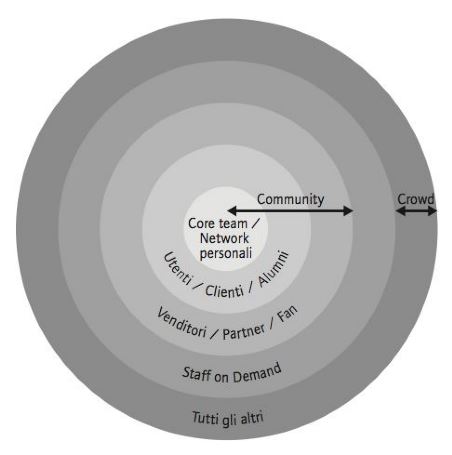 Community
Crowd
Core team /
Network
personali
Utenti / Clienti / Alumni
Venditori / Partner / Fan
Staff on Demand
Tutti gli altri